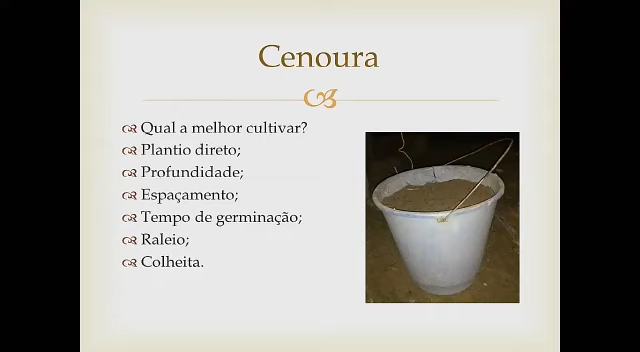 Cenoura
Qual a melhor cultivar?
Plantio direto;
Profundidade;
Espaçamento;
Tempo de germinação;
Raleio;
Colheita.